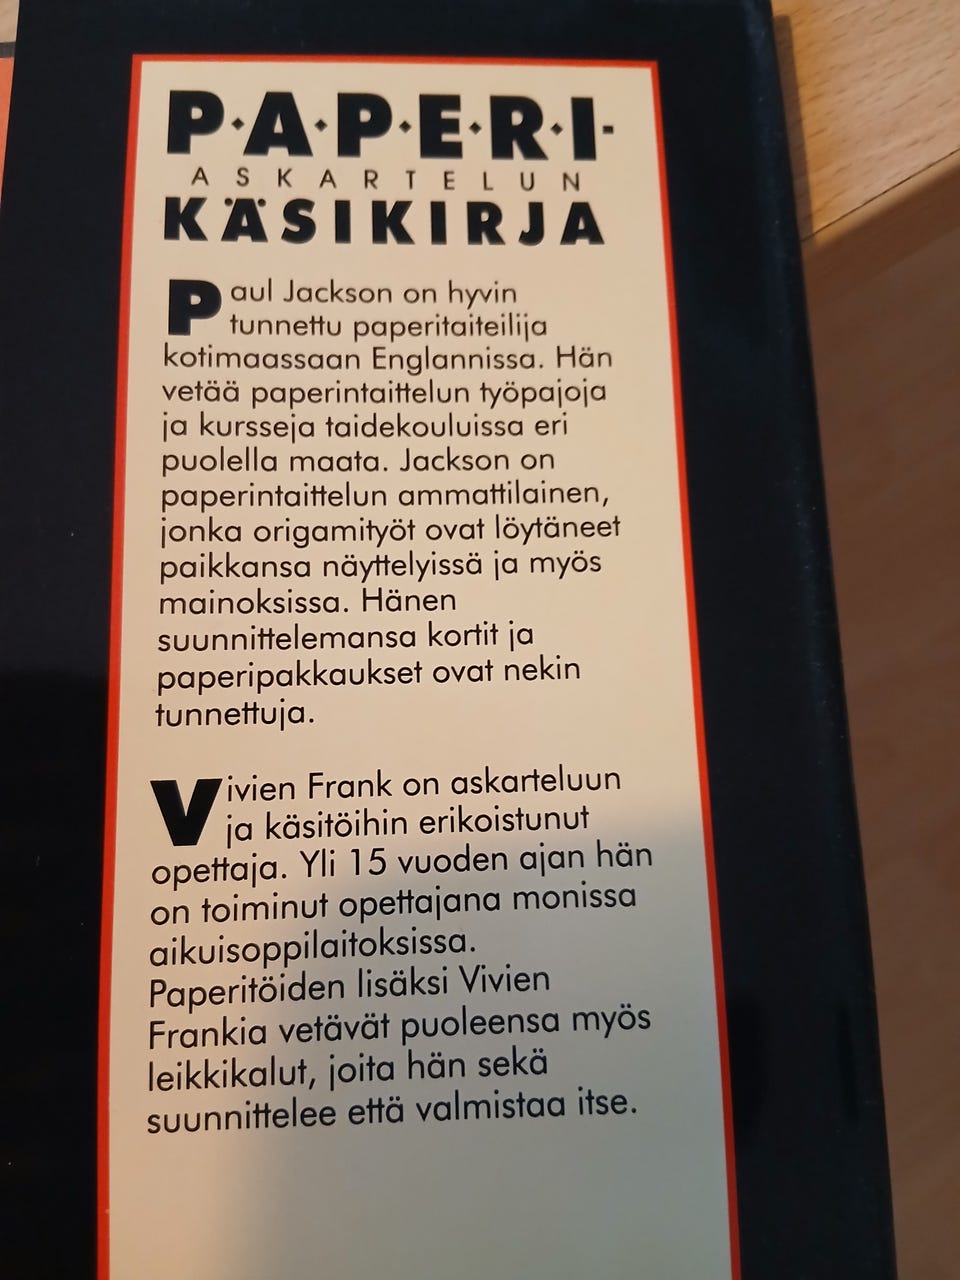 P·A·P·E·R·I-
ASKARTELUN
KÄSIKIRJA
Paul Jackson on hyvin
tunnettu paperitaiteilija
kotimaassaan Englannissa. Hän
vetää paperintaittelun työpajoja
ja kursseja taidekouluissa eri
puolella maata. Jackson on
paperintaittelun ammattilainen,
jonka origamityöt ovat löytäneet
paikkansa näyttelyissä ja myös
mainoksissa. Hänen
suunnittelemansa kortit ja
paperipakkaukset ovat nekin
tunnettuja.
Vivien Frank on askarteluun
ja käsitöihin erikoistunut
opettaja. Yli 15 vuoden ajan hän
on toiminut opettajana monissa
aikuisoppilaitoksissa.
Paperitöiden lisäksi Vivien
Frankia vetävät puoleensa myös
leikkikalut, joita hän sekä
suunnittelee että valmistaa itse.